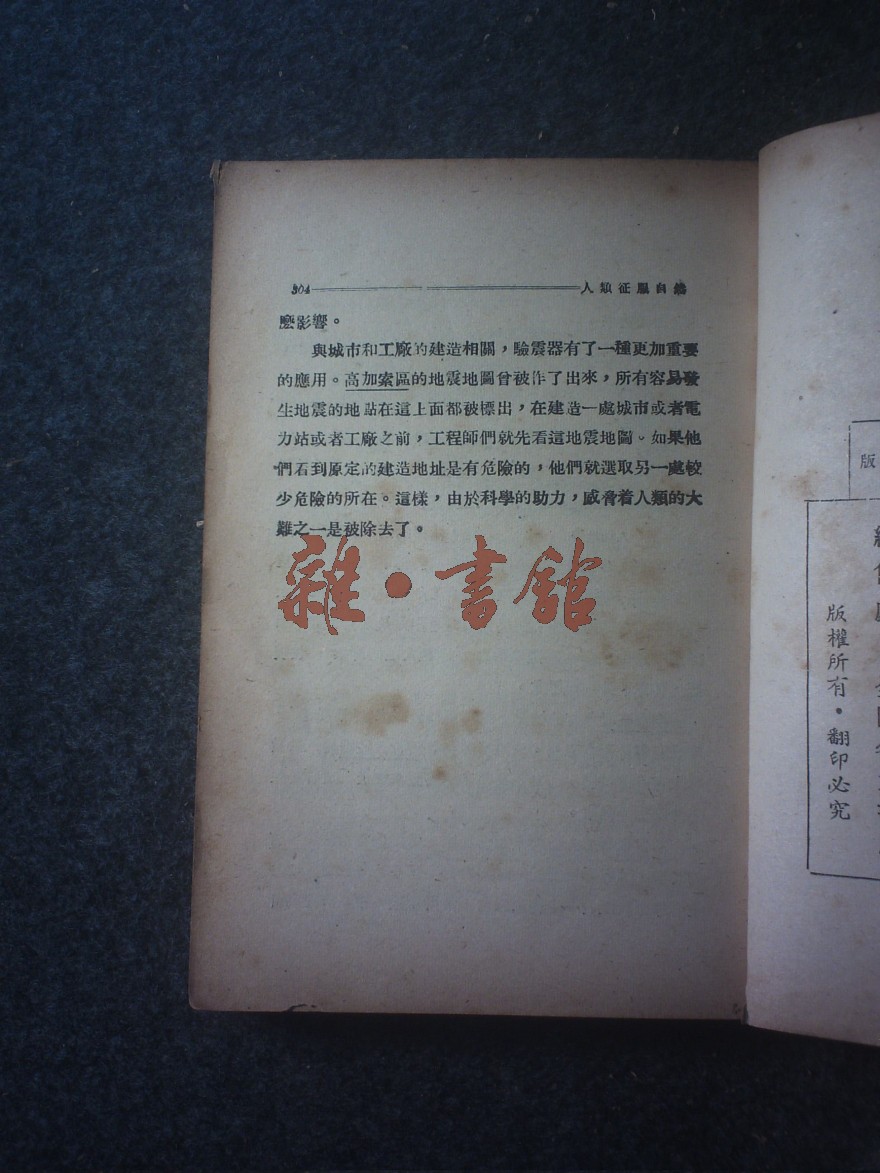 304 人類征服自然
麽影響。
與城市和工廠的建造相關，驗震器有了一種更加重要
的應用。高加索區的地震地圖曾被作了出來，所有容易發
生地震的地點在這上面都被標出，在建造一處城市或者電
力站或者工廠之前，工程師們就先看這地震地圖。如果他
們看到原定的建造地址是有危險的，他們就選取另一處較
少危險的所在。這樣，由於科學的助力，威脅着人類的大
難之一是被除去了。
雜•書館
版
版權所有•翻印必究